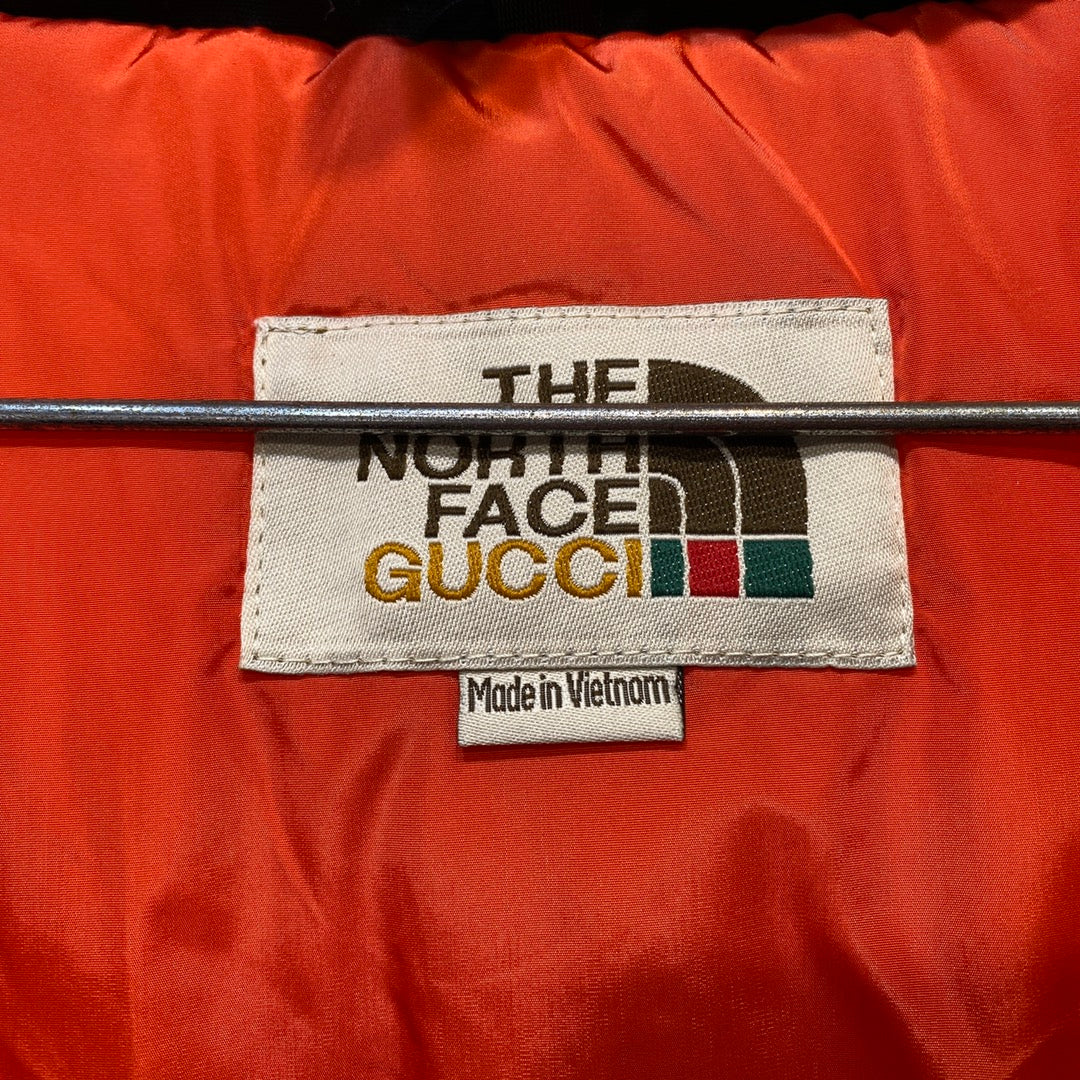 THE
NORTH
FACE
GUCCI
Made in Vietnam